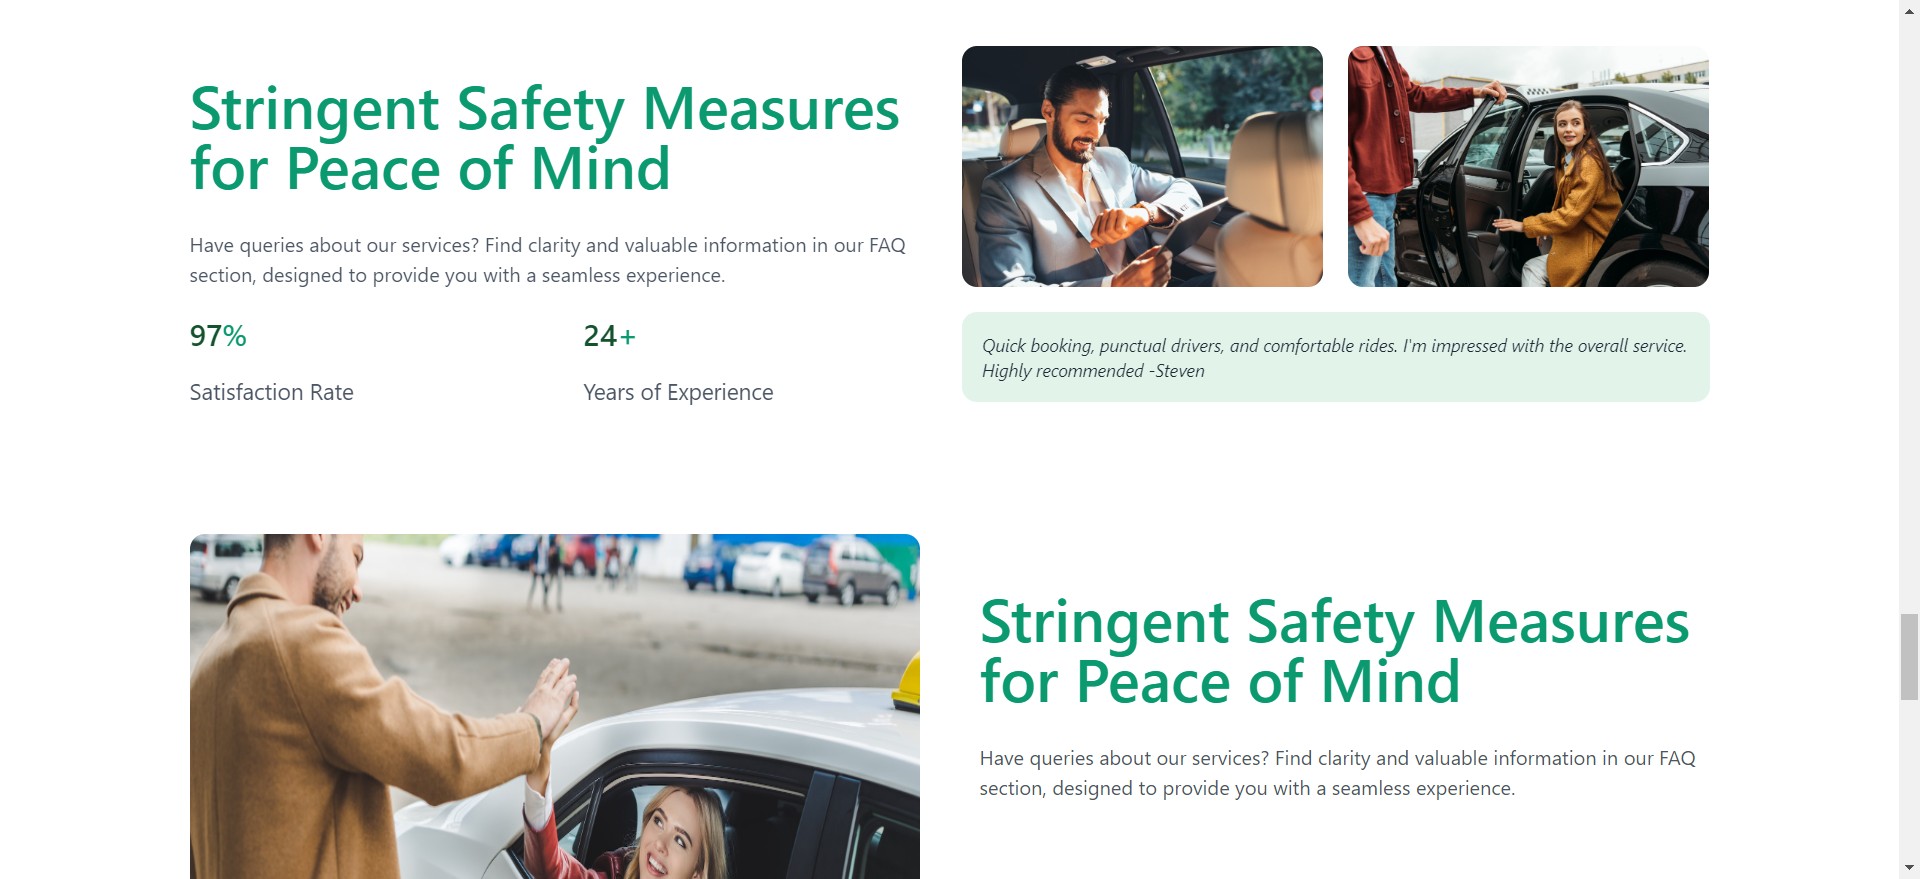 Stringent Safety Measures
for Peace of Mind
Have queries about our services? Find clarity and valuable information in our FAQ
section, designed to provide you with a seamless experience.
97%
Satisfaction Rate
24+
Years of Experience
Quick booking, punctual drivers, and comfortable rides. I'm impressed with the overall service.
Highly recommended -Steven
Stringent Safety Measures
for Peace of Mind
Have queries about our services? Find clarity and valuable information in our FAQ
section, designed to provide you with a seamless experience.